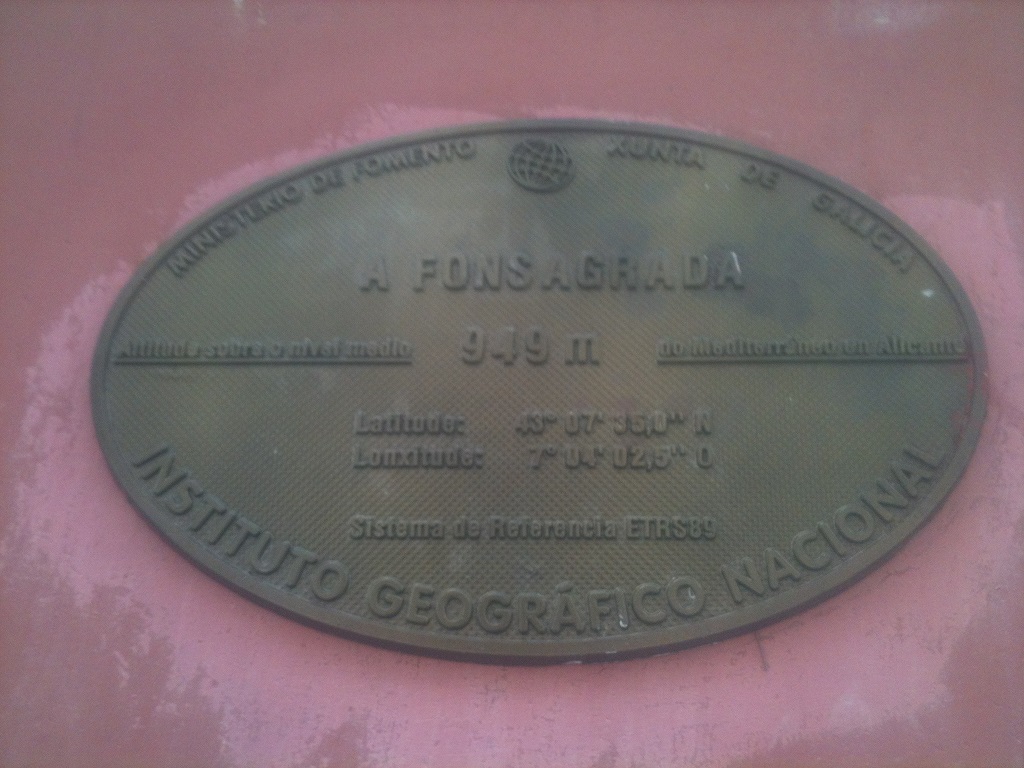 MINISTERIO DE FOMENTO XUNTA DE GALICIA
A FONSAGRADA
Altitude sobre o nivel medio 949 m do Mediterráneo en Alicante
Latitude: 43° 07' 35,0'' N
Lonxitude: 7° 04' 02,5'' O
Sistema de Referencia ETRS89
INSTITUTO GEOGRÁFICO NACIONAL